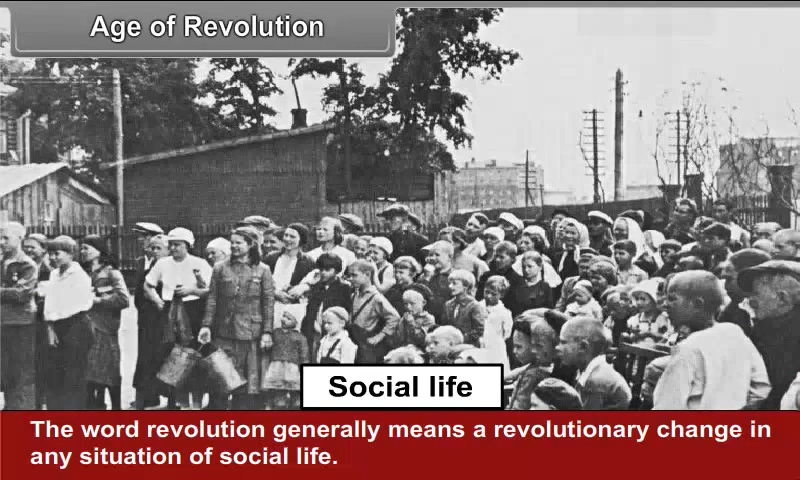 Age of Revolution
Social life
The word revolution generally means a revolutionary change in
any situation of social life.